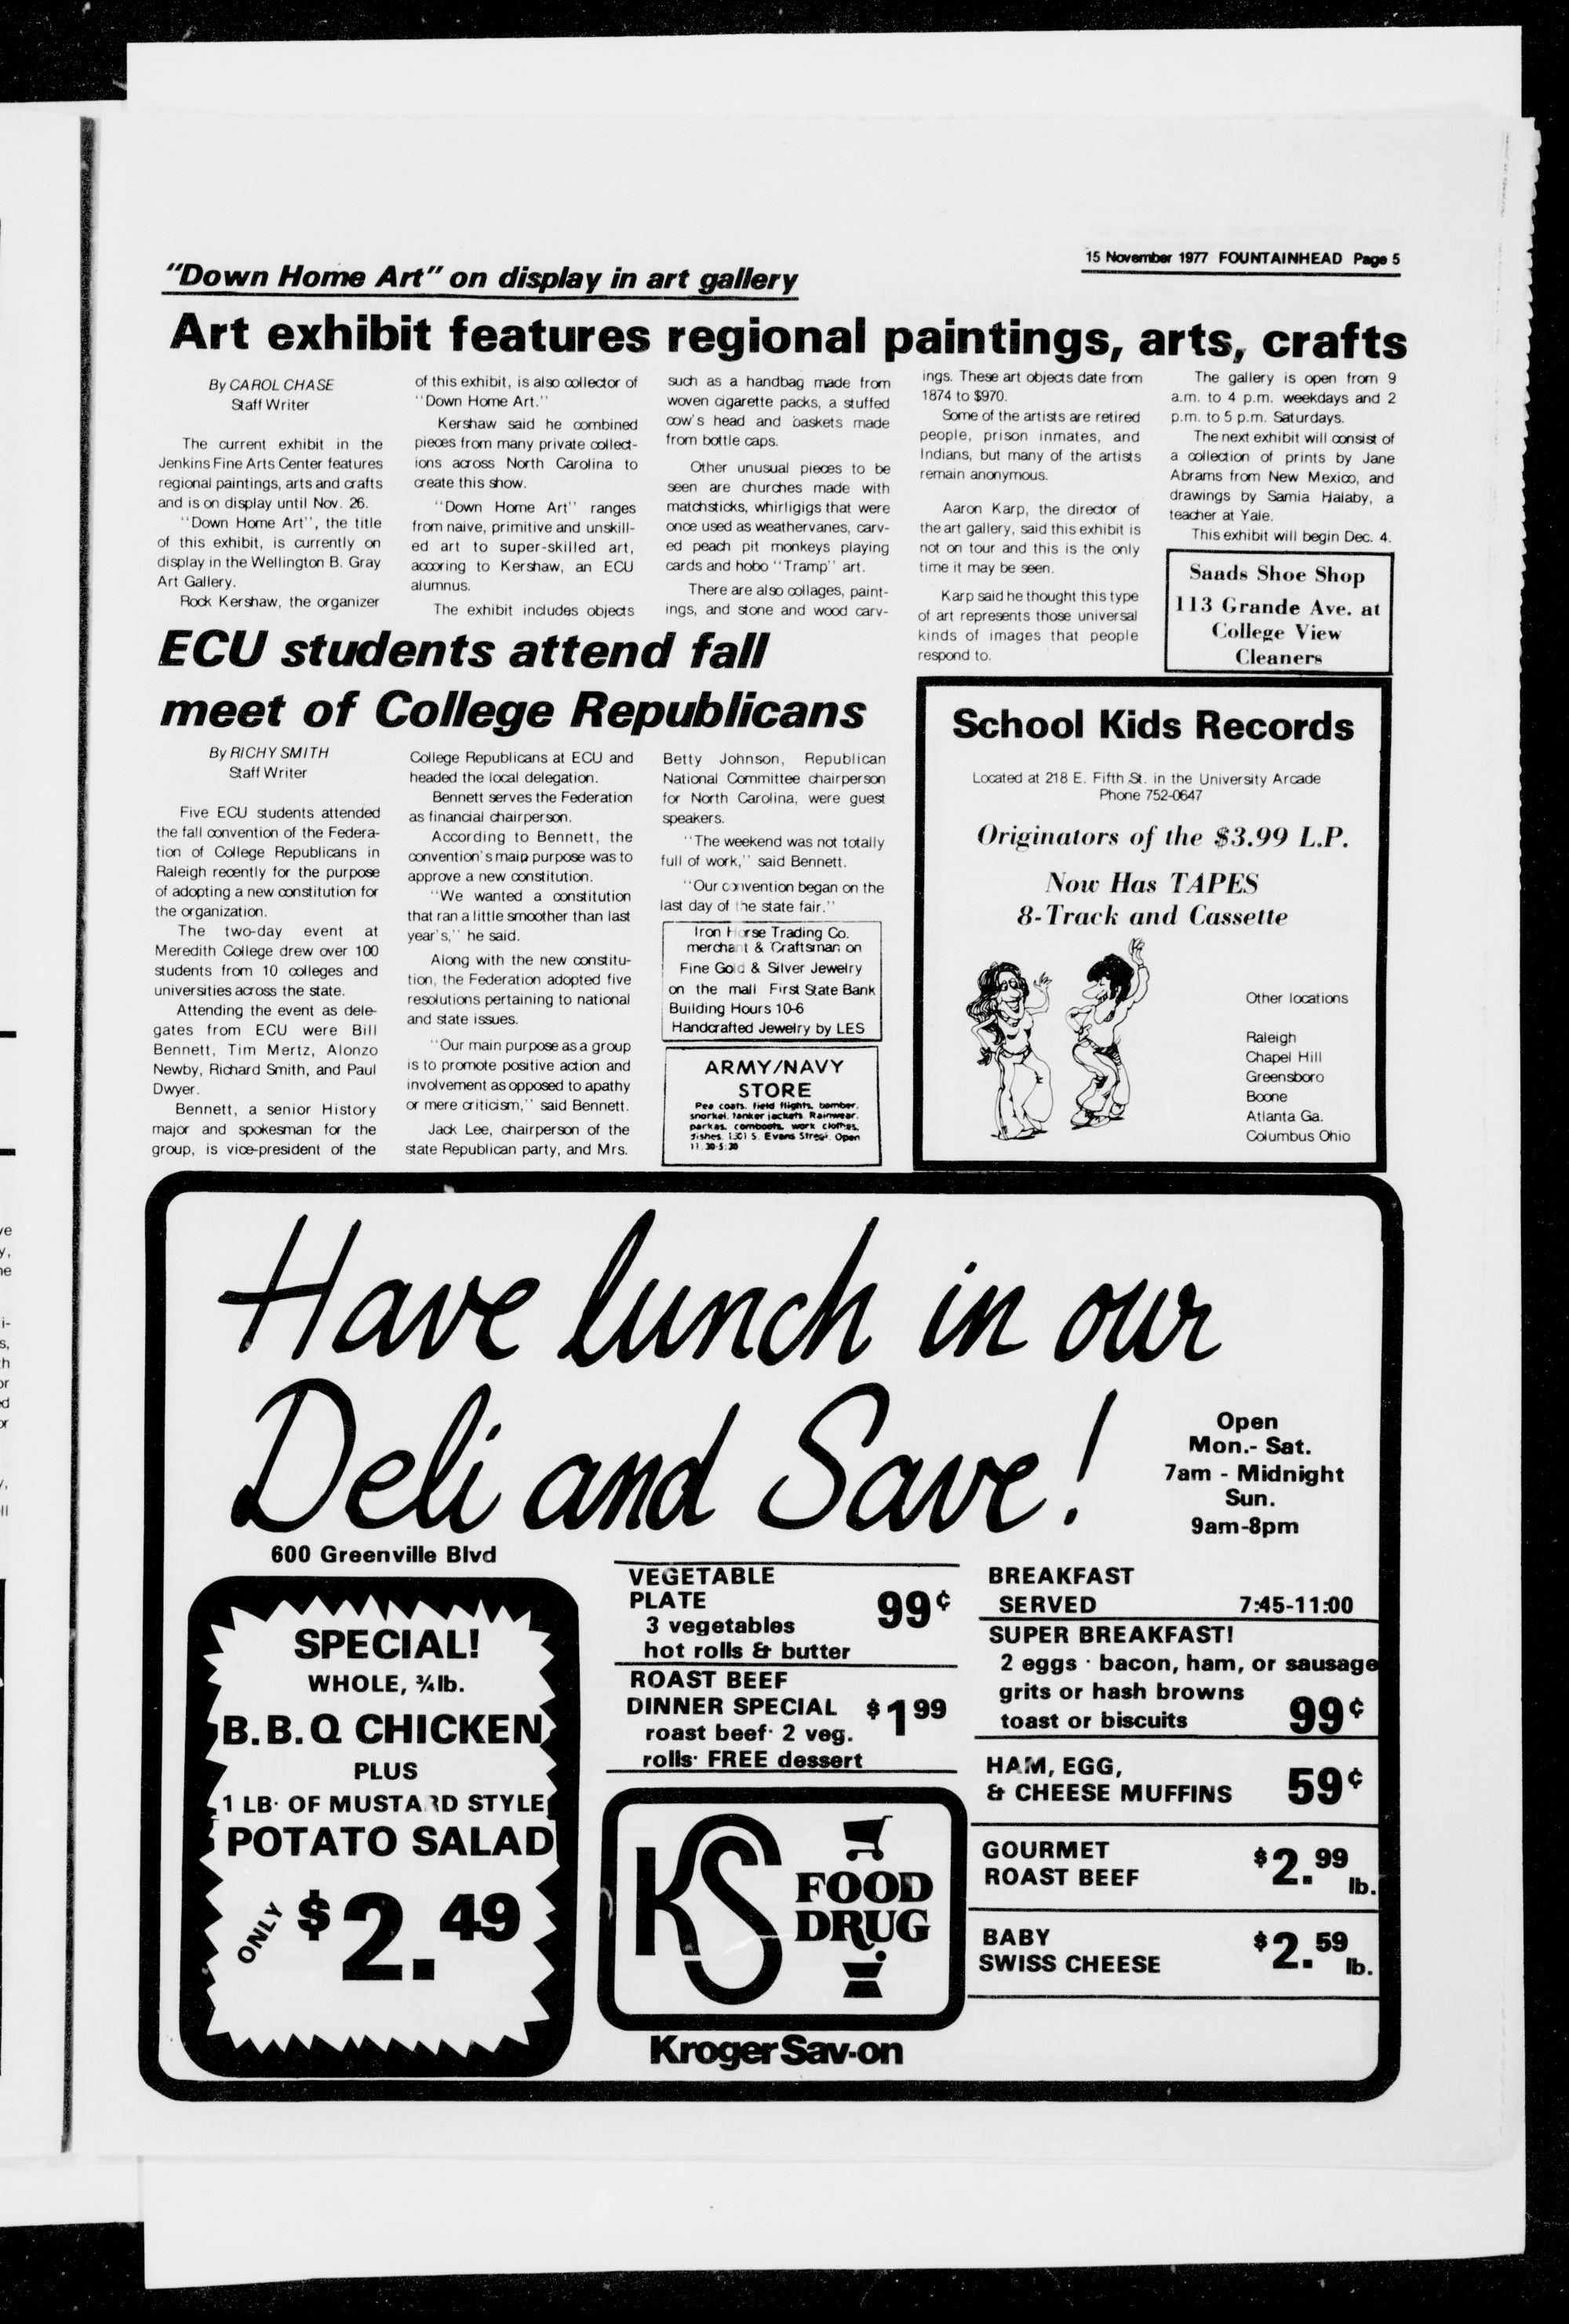 15 November 1977 FOUNTAINHEAD Page 5
"Down Home Art" on display in art gallery
Art exhibit features regional paintings, arts, crafts
By CAROL CHASE
Staff Writer
The current exhibit in the
Jenkins Fine Arts Center features
regional paintings, arts and crafts
and is on display until Nov. 26.
"Down Home Art", the title
of this exhibit, is currently on
display in the Wellington B. Gray
Art Gallery.
Rock Kershaw, the organizer
of this exhibit, is also collector of
"Down Home Art."
Kershaw said he combined
pieces from many private collect-
ions across North Carolina to
create this show.
"Down Home Art" ranges
from naive, primitive and unskill-
ed art to super-skilled art,
accoring to Kershaw, an ECU
alumnus.
The exhibit includes objects
such as a handbag made from
woven cigarette packs, a stuffed
cow's head and baskets made
from bottle caps.
Other unusual pieces to be
seen are churches made with
matchsticks, whirligigs that were
once used as weathervanes, carv-
ed peach pit monkeys playing
cards and hobo "Tramp" art.
There are also collages, paint-
ings, and stone and wood carv-
ings. These art objects date from
1874 to $970.
Some of the artists are retired
people, prison inmates, and
Indians, but many of the artists
remain anonymous.
Aaron Karp, the director of
the art gallery, said this exhibit is
not on tour and this is the only
time it may be seen.
Karp said he thought this type
of art represents those universal
kinds of images that people
respond to.
The gallery is open from 9
a.m. to 4 p.m. weekdays and 2
p.m. to 5 p.m. Saturdays.
The next exhibit will consist of
a collection of prints by Jane
Abrams from New Mexico, and
drawings by Samia Halaby, a
teacher at Yale.
This exhibit will begin Dec. 4.
Saads Shoe Shop
113 Grande Ave. at
College View
Cleaners
ECU students attend fall
meet of College Republicans
By RICHY SMITH
Staff Writer
Five ECU students attended
the fall convention of the Federa-
tion of College Republicans in
Raleigh recently for the purpose
of adopting a new constitution for
the organization.
The two-day event at
Meredith College drew over 100
students from 10 colleges and
universities across the state.
Attending the event as dele-
gates from ECU were Bill
Bennett, Tim Mertz, Alonzo
Newby, Richard Smith, and Paul
Dwyer.
Bennett, a senior History
major and spokesman for the
group, is vice-president of the
College Republicans at ECU and
headed the local delegation.
Bennett serves the Federation
as financial chairperson.
According to Bennett, the
convention's main purpose was to
approve a new constitution.
"We wanted a constitution
that ran a little smoother than last
year's," he said.
Along with the new constitu-
tion, the Federation adopted five
resolutions pertaining to national
and state issues.
"Our main purpose as a group
is to promote positive action and
involvement as opposed to apathy
or mere criticism," said Bennett.
Jack Lee, chairperson of the
state Republican party, and Mrs.
Betty Johnson, Republican
National Committee chairperson
for North Carolina, were guest
speakers.
"The weekend was not totally
full of work," said Bennett.
"Our convention began on the
last day of the state fair."
Iron Horse Trading Co.
merchant & Craftsman on
Fine Gold & Silver Jewelry
on the mall First State Bank
Building Hours 10-6
Handcrafted Jewelry by LES
ARMY/NAVY
STORE
Pea coats, field flights, bomber,
snorkel, tanker jackets. Rainwear,
parkas, comboots, work clothes,
dishes. 1501 S. Evans Street. Open
11:30-5:30
School Kids Records
Located at 218 E. Fifth St. in the University Arcade
Phone 752-0647
Originators of the $3.99 L.P.
Now Has TAPES
8-Track and Cassette
Other locations
Raleigh
Chapel Hill
Greensboro
Boone
Atlanta Ga.
Columbus Ohio
Have lunch in our
Deli and Save!
Open
Mon.- Sat.
7am - Midnight
Sun.
9am-8pm
600 Greenville Blvd
SPECIAL!
WHOLE, ¾lb.
B.B.Q CHICKEN
PLUS
1 LB. OF MUSTARD STYLE
POTATO SALAD
ONLY $2.49
VEGETABLE
PLATE 99¢
3 vegetables
hot rolls & butter
ROAST BEEF
DINNER SPECIAL $1 99
roast beef· 2 veg.
rolls· FREE dessert
KS FOOD
DRUG
Kroger Sav-on
BREAKFAST
SERVED 7:45-11:00
SUPER BREAKFAST!
2 eggs · bacon, ham, or sausage
grits or hash browns
toast or biscuits 99¢
HAM, EGG,
& CHEESE MUFFINS 59¢
GOURMET
ROAST BEEF $2.99 lb.
BABY
SWISS CHEESE $2.59 lb.